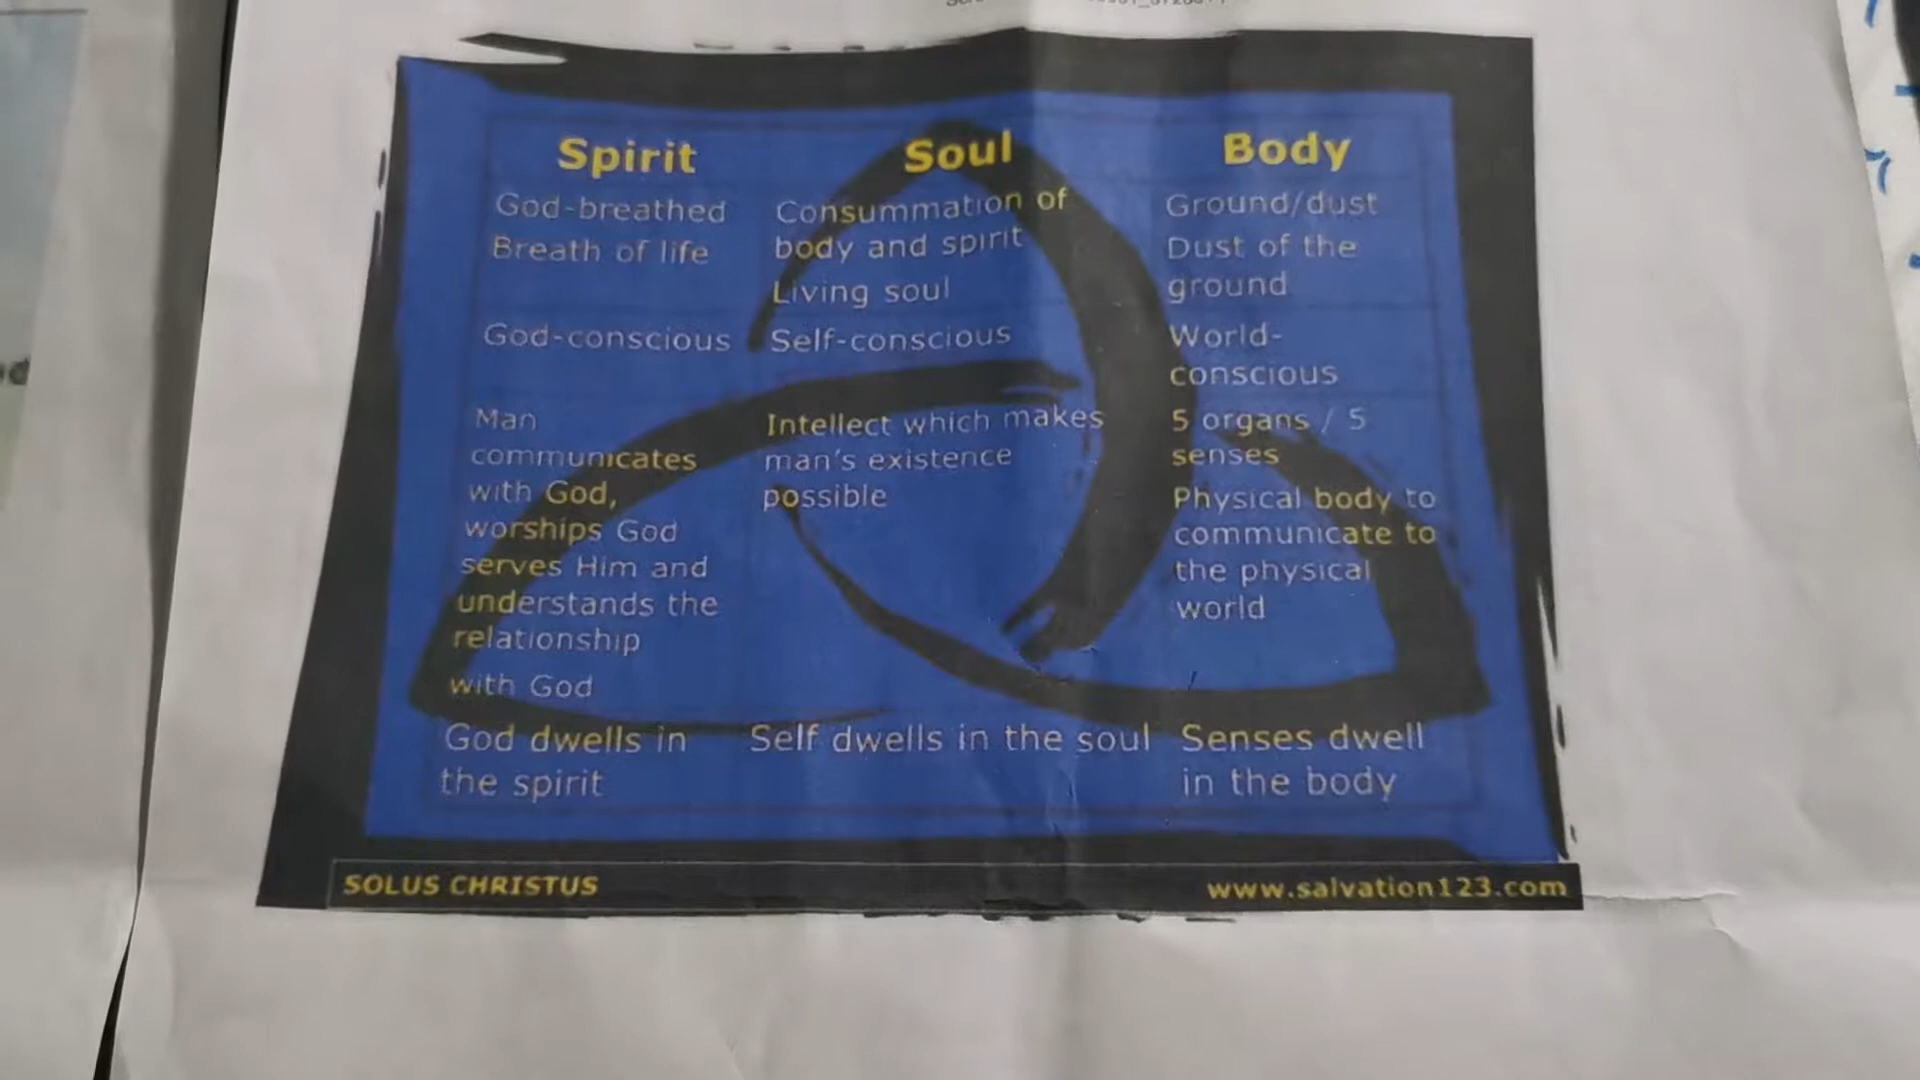 Spirit
God-breathed
Breath of life
God-conscious
Man
communicates
with God,
worships God
serves Him and
understands the
relationship
with God
God dwells in
the spirit
Soul
Consummation of
body and spirit
Living soul
Self-conscious
Intellect which makes
man's existence
possible
Self dwells in the soul
Body
Ground/dust
Dust of the
ground
World-
conscious
5 organs / 5
senses
Physical body to
communicate to
the physical
world
Senses dwell
in the body
SOLUS CHRISTUS
www.salvation123.com